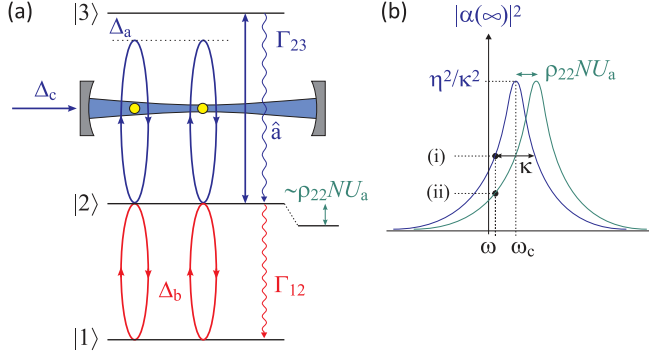 (a)
|3⟩
Δa
Γ23
Δc
â
|2⟩
~ρ22NUa
Δb
Γ12
|1⟩
(b)
|α(∞)|²
η²/κ²
ρ22NUa
(i)
κ
(ii)
ω
ωc